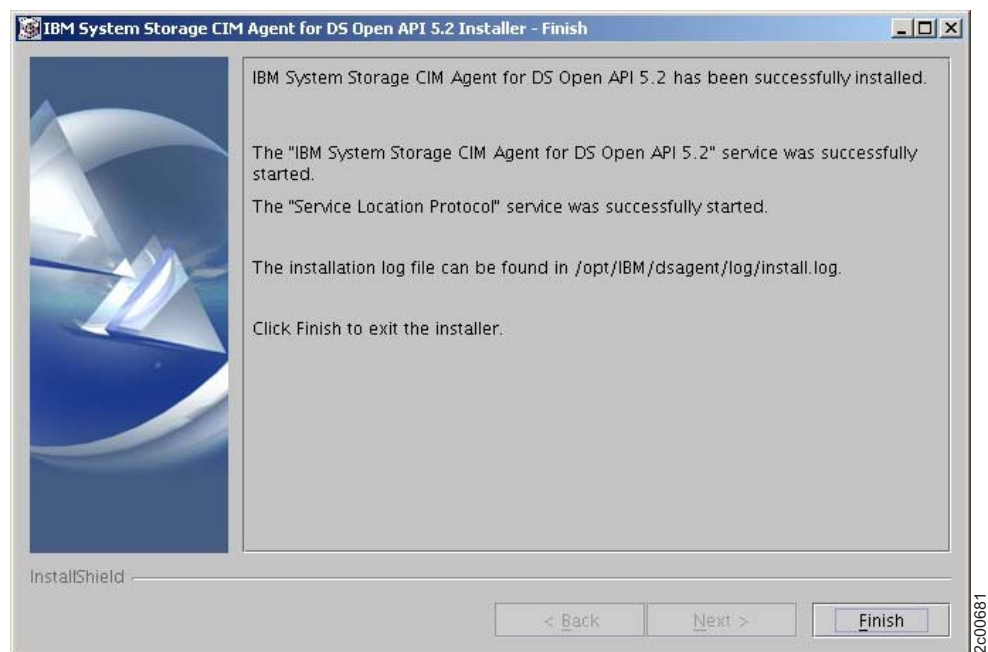 IBM System Storage CIM Agent for DS Open API 5.2 Installer - Finish
IBM System Storage CIM Agent for DS Open API 5.2 has been successfully installed.
The "IBM System Storage CIM Agent for DS Open API 5.2" service was successfully
started.
The "Service Location Protocol" service was successfully started.
The installation log file can be found in /opt/IBM/dsagent/log/install.log.
Click Finish to exit the installer.
InstallShield
< Back
Next >
Finish
2c00681